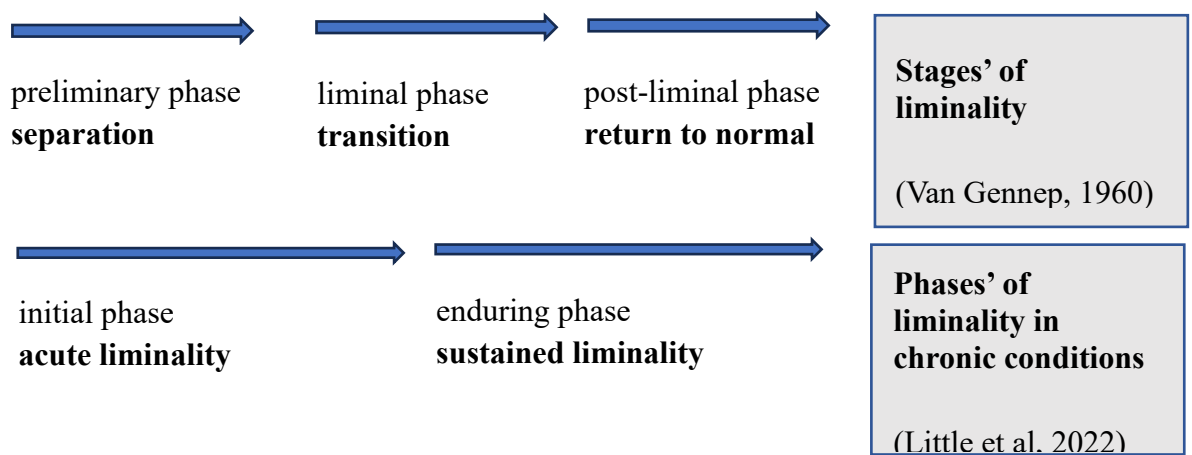 preliminary phase
separation
liminal phase
transition
post-liminal phase
return to normal
Stages’ of
liminality
(Van Gennep, 1960)
initial phase
acute liminality
enduring phase
sustained liminality
Phases’ of
liminality in
chronic conditions
(Little et al, 2022)